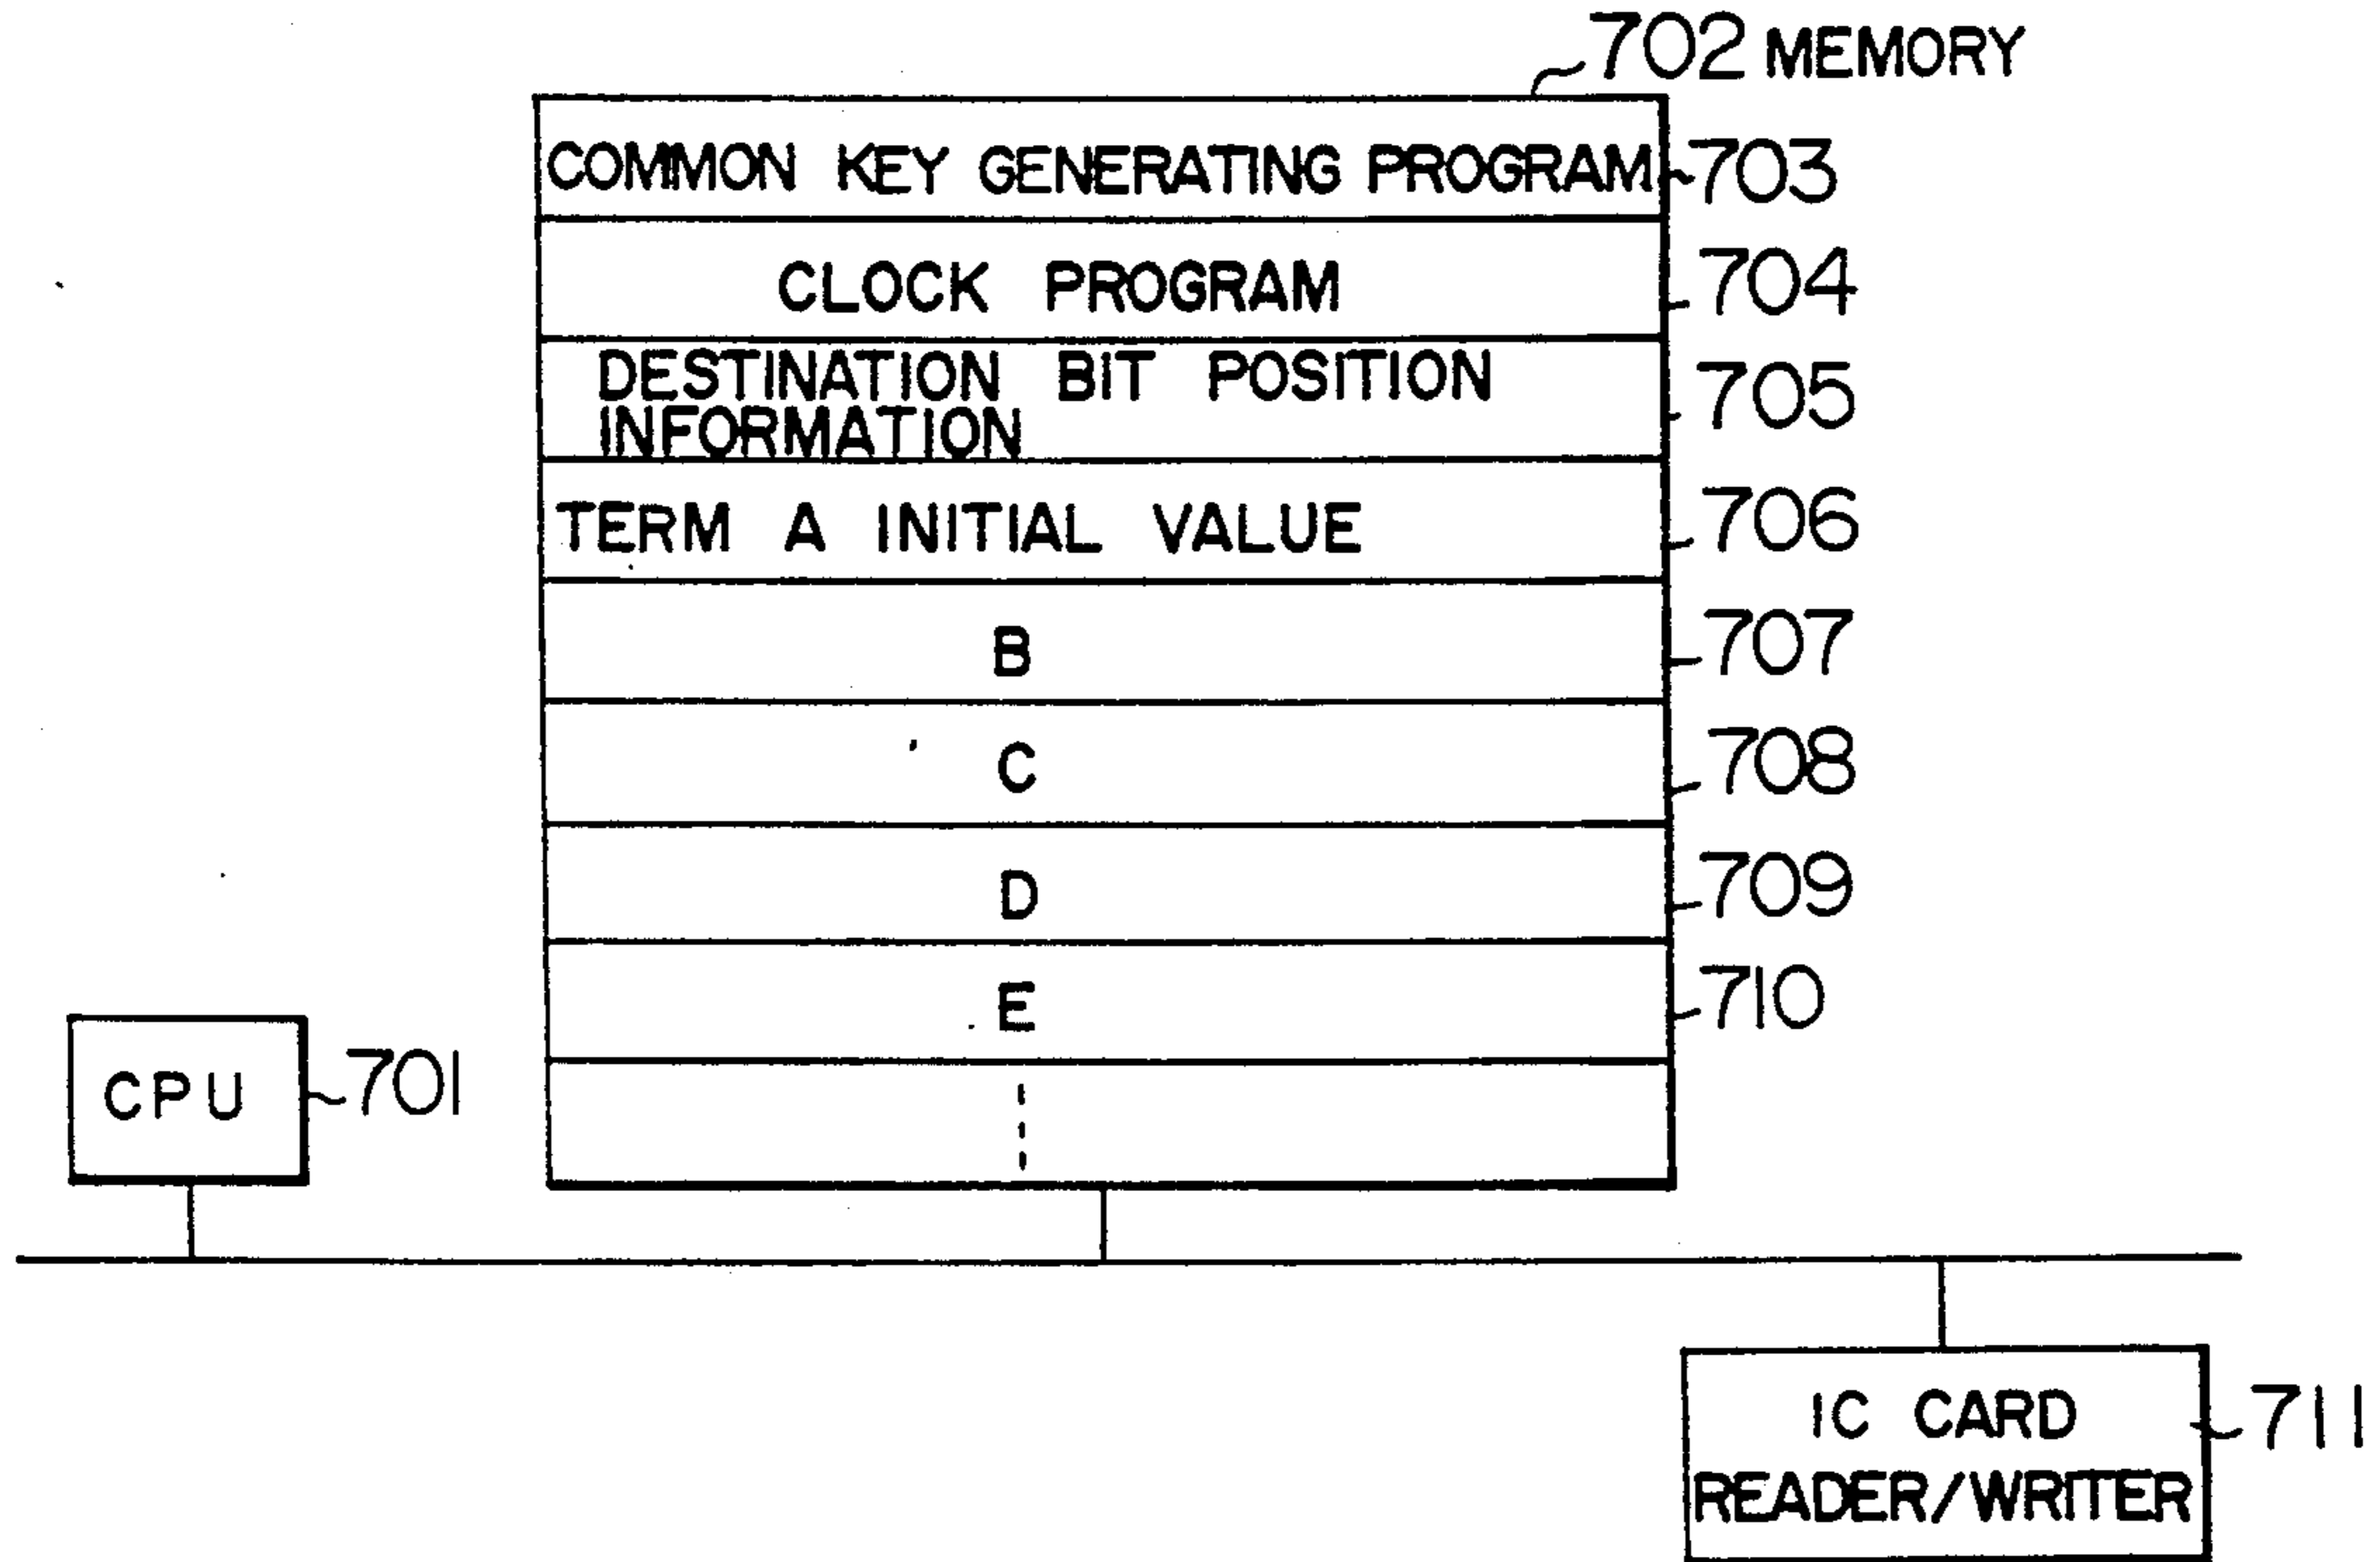 702 MEMORY
COMMON KEY GENERATING PROGRAM 703
CLOCK PROGRAM 704
DESTINATION BIT POSITION
INFORMATION 705
TERM A INITIAL VALUE 706
B 707
C 708
D 709
E 710
CPU 701
IC CARD
READER/WRITER 711